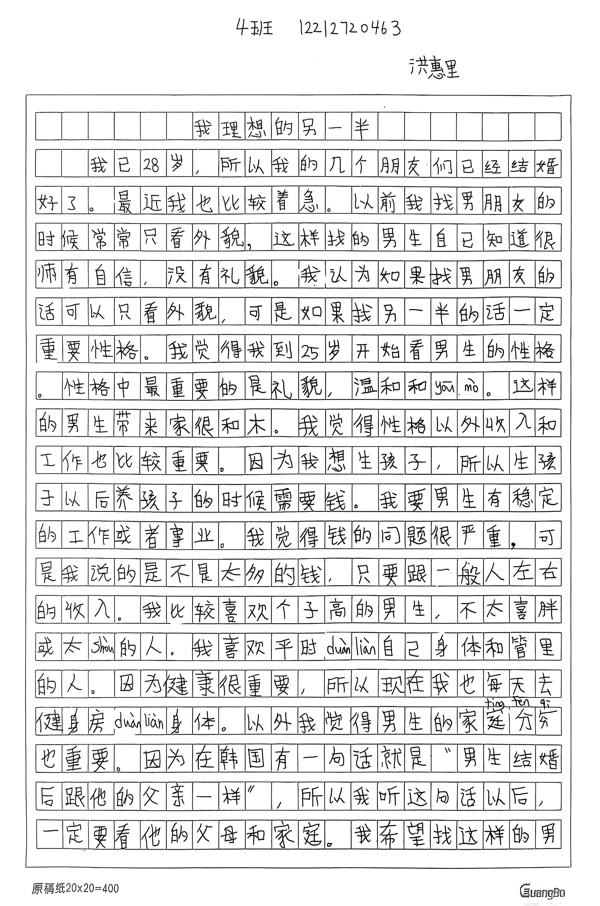 4班 12212720463
洪惠里
我理想的另一半
我已28岁，所以我的几个朋友们已经结婚
好了。最近我也比较着急。以前我找男朋友的
时候常常只看外貌，这样找的男生自己知道很
帅有自信，没有礼貌。我认为如果找男朋友的
话可以只看外貌，可是如果找另一半的话一定
重要性格。我觉得我到25岁开始看男生的性格
。性格中最重要的是礼貌，温和和yōu mò。这样
的男生带来家很和木。我觉得性格以外收入和
工作也比较重要。因为我想生孩子，所以生孩
子以后养孩子的时候需要钱。我要男生有稳定
的工作或者事业。我觉得钱的问题很严重，可
是我说的是不是太多的钱，只要跟一般人左右
的收入。我比较喜欢个子高的男生，不太喜胖
或太shòu的人。我喜欢平时duànliàn自己身体和管里
的人。因为健康很重要，所以现在我也每天去
健身房duànliàn身体。以外我觉得男生的家庭分穷
tíng fēn qì
也重要。因为在韩国有一句话就是“男生结婚
后跟他的父亲一样”，所以我听这句话以后，
一定要看他的父母和家庭。我希望找这样的男
原稿纸20x20=400
GuangBo